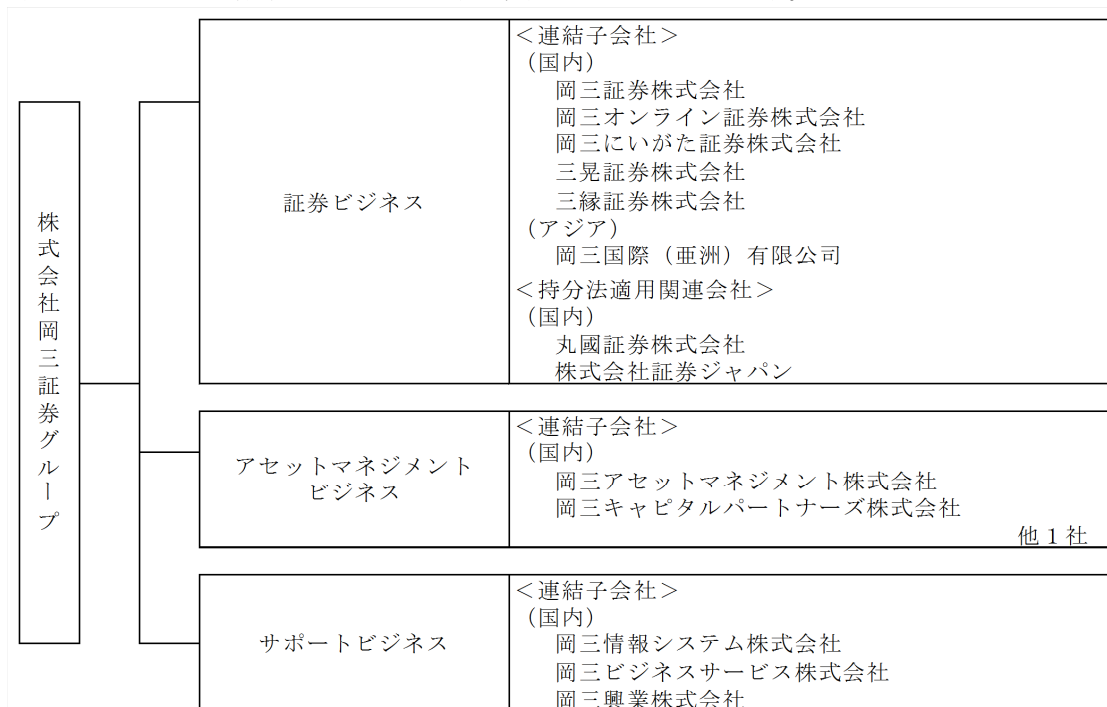 株式会社岡三証券グループ
証券ビジネス
＜連結子会社＞
（国内）
岡三証券株式会社
岡三オンライン証券株式会社
岡三にいがた証券株式会社
三晃証券株式会社
三縁証券株式会社
（アジア）
岡三国際（亜洲）有限公司
＜持分法適用関連会社＞
（国内）
丸國証券株式会社
株式会社証券ジャパン
アセットマネジメント
ビジネス
＜連結子会社＞
（国内）
岡三アセットマネジメント株式会社
岡三キャピタルパートナーズ株式会社
他１社
サポートビジネス
＜連結子会社＞
（国内）
岡三情報システム株式会社
岡三ビジネスサービス株式会社
岡三興業株式会社